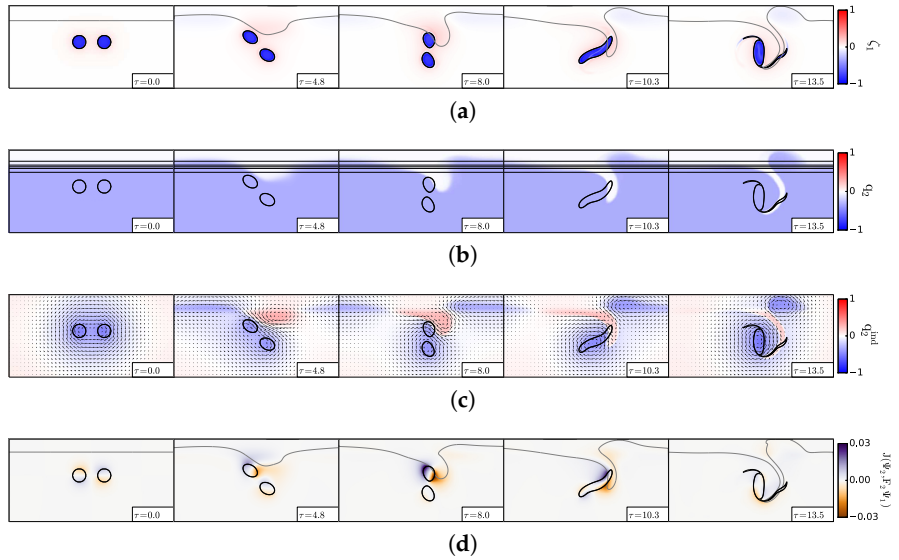 1
0
−1
ζ₁
τ=0.0
τ=4.8
τ=8.0
τ=10.3
τ=13.5
(a)
1
0
−1
q₂
τ=0.0
τ=4.8
τ=8.0
τ=10.3
τ=13.5
(b)
1
0
−1
q₂ⁱⁿᵈ
τ=0.0
τ=4.8
τ=8.0
τ=10.3
τ=13.5
(c)
0.03
0.00
−0.03
J(Ψ₂,F₂Ψ₁)
τ=0.0
τ=4.8
τ=8.0
τ=10.3
τ=13.5
(d)